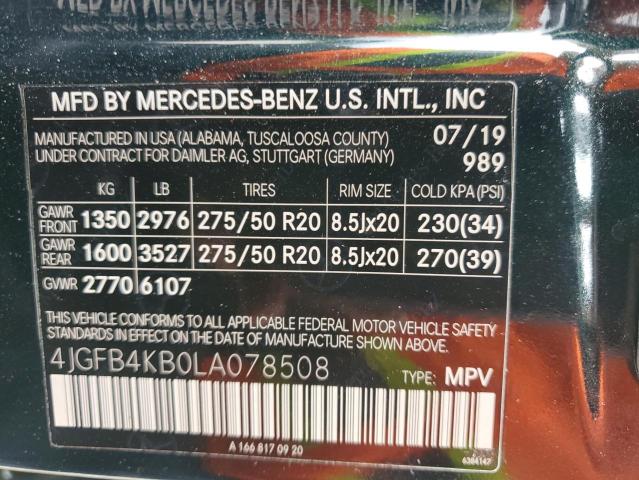 MFD BY MERCEDES-BENZ U.S. INTL., INC
MANUFACTURED IN USA (ALABAMA, TUSCALOOSA COUNTY) 07/19
UNDER CONTRACT FOR DAIMLER AG, STUTTGART (GERMANY) 989
KG LB TIRES RIM SIZE COLD KPA (PSI)
GAWR FRONT 1350 2976 275/50 R20 8.5Jx20 230(34)
GAWR REAR 1600 3527 275/50 R20 8.5Jx20 270(39)
GVWR 2770 6107
THIS VEHICLE CONFORMS TO ALL APPLICABLE FEDERAL MOTOR VEHICLE SAFETY
ON THE DATE OF MANUFACTURE SHOWN ABOVE.
4JGFB4KB0LA078508 TYPE: MPV
A 166 817 09 20
6384147